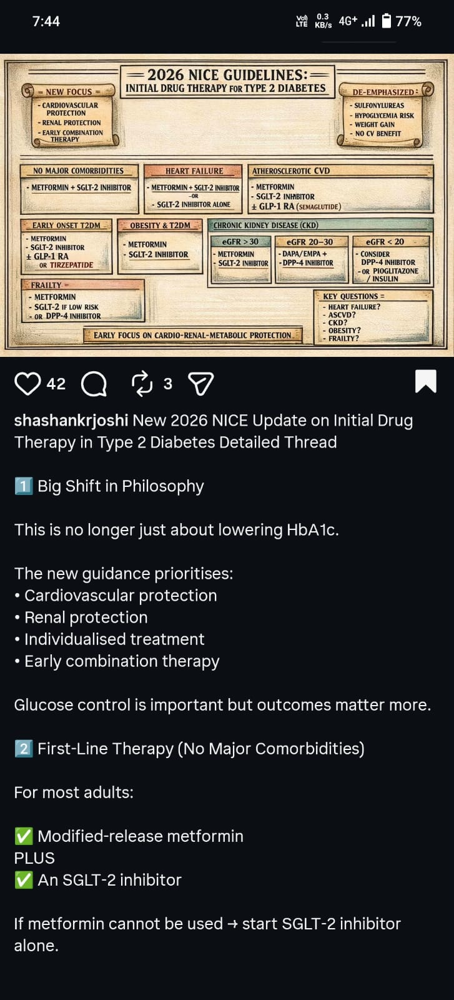 7:44
Vo) LTE 0.3 KB/s 4G+ 77%
2026 NICE GUIDELINES:
INITIAL DRUG THERAPY FOR TYPE 2 DIABETES
= NEW FOCUS =
- CARDIOVASCULAR
PROTECTION
- RENAL PROTECTION
- EARLY COMBINATION
THERAPY
DE-EMPHASIZED:
- SULFONYLUREAS
- HYPOGLYCEMIA RISK
- WEIGHT GAIN
- NO CV BENEFIT
NO MAJOR COMORBIDITIES
- METFORMIN + SGLT-2 INHIBITOR
HEART FAILURE
- METFORMIN + SGLT-2 INHIBITOR
-OR
- SGLT-2 INHIBITOR ALONE
ATHEROSCLEROTIC CVD
- METFORMIN
- SGLT-2 INHIBITOR
± GLP-1 RA (SEMAGLUTIDE)
EARLY ONSET T2DM
- METFORMIN
- SGLT-2 INHIBITOR
± GLP-1 RA
OR TIRZEPATIDE
OBESITY & T2DM
- METFORMIN
- SGLT-2 INHIBITOR
CHRONIC KIDNEY DISEASE (CKD)
eGFR > 30
- METFORMIN
- SGLT-2 INHIBITOR
eGFR 20–30
- DAPA/EMPA +
- DPP-4 INHIBITOR
eGFR < 20
- CONSIDER
DPP-4 INHIBITOR
-OR PIOGLITAZONE
/ INSULIN
FRAILTY =
- METFORMIN
- SGLT-2 IF LOW RISK
- OR DPP-4 INHIBITOR
KEY QUESTIONS =
- HEART FAILURE?
- ASCVD?
- CKD?
- OBESITY?
- FRAILTY?
EARLY FOCUS ON CARDIO-RENAL-METABOLIC PROTECTION
42 3
shashankrjoshi New 2026 NICE Update on Initial Drug
Therapy in Type 2 Diabetes Detailed Thread
1️⃣ Big Shift in Philosophy
This is no longer just about lowering HbA1c.
The new guidance prioritises:
• Cardiovascular protection
• Renal protection
• Individualised treatment
• Early combination therapy
Glucose control is important but outcomes matter more.
2️⃣ First-Line Therapy (No Major Comorbidities)
For most adults:
✅ Modified-release metformin
PLUS
✅ An SGLT-2 inhibitor
If metformin cannot be used → start SGLT-2 inhibitor
alone.